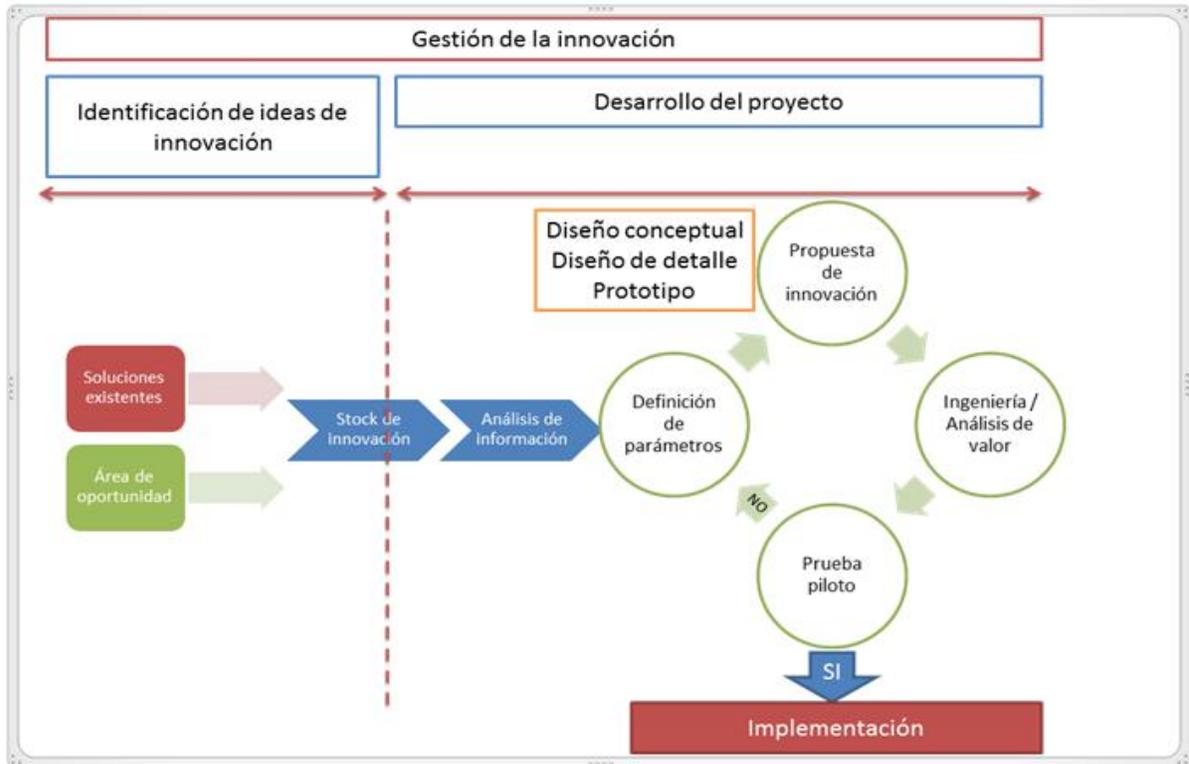 Gestión de la innovación
Identificación de ideas de
innovación
Desarrollo del proyecto
Diseño conceptual
Diseño de detalle
Prototipo
Propuesta
de
innovación
Soluciones
existentes
Área de
oportunidad
Stock de
innovación
Análisis de
información
Definición
de
parámetros
Ingeniería /
Análisis de
valor
NO
Prueba
piloto
SI
Implementación